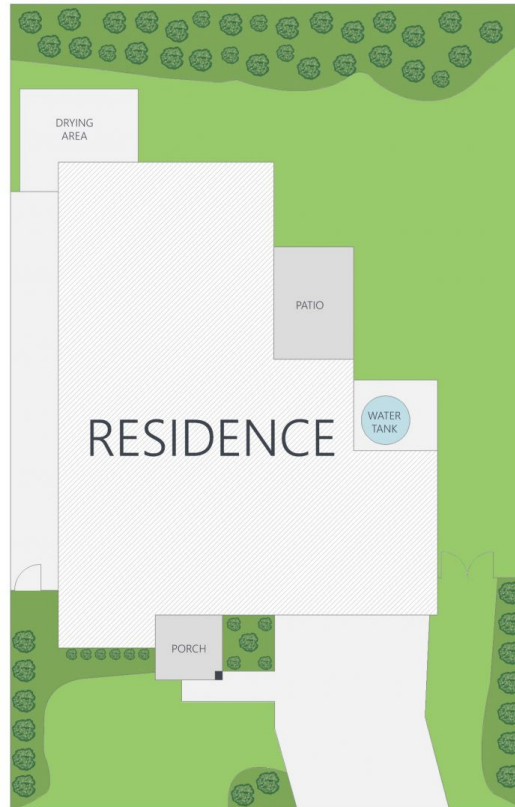 DRYING
AREA
PATIO
WATER
TANK
RESIDENCE
PORCH